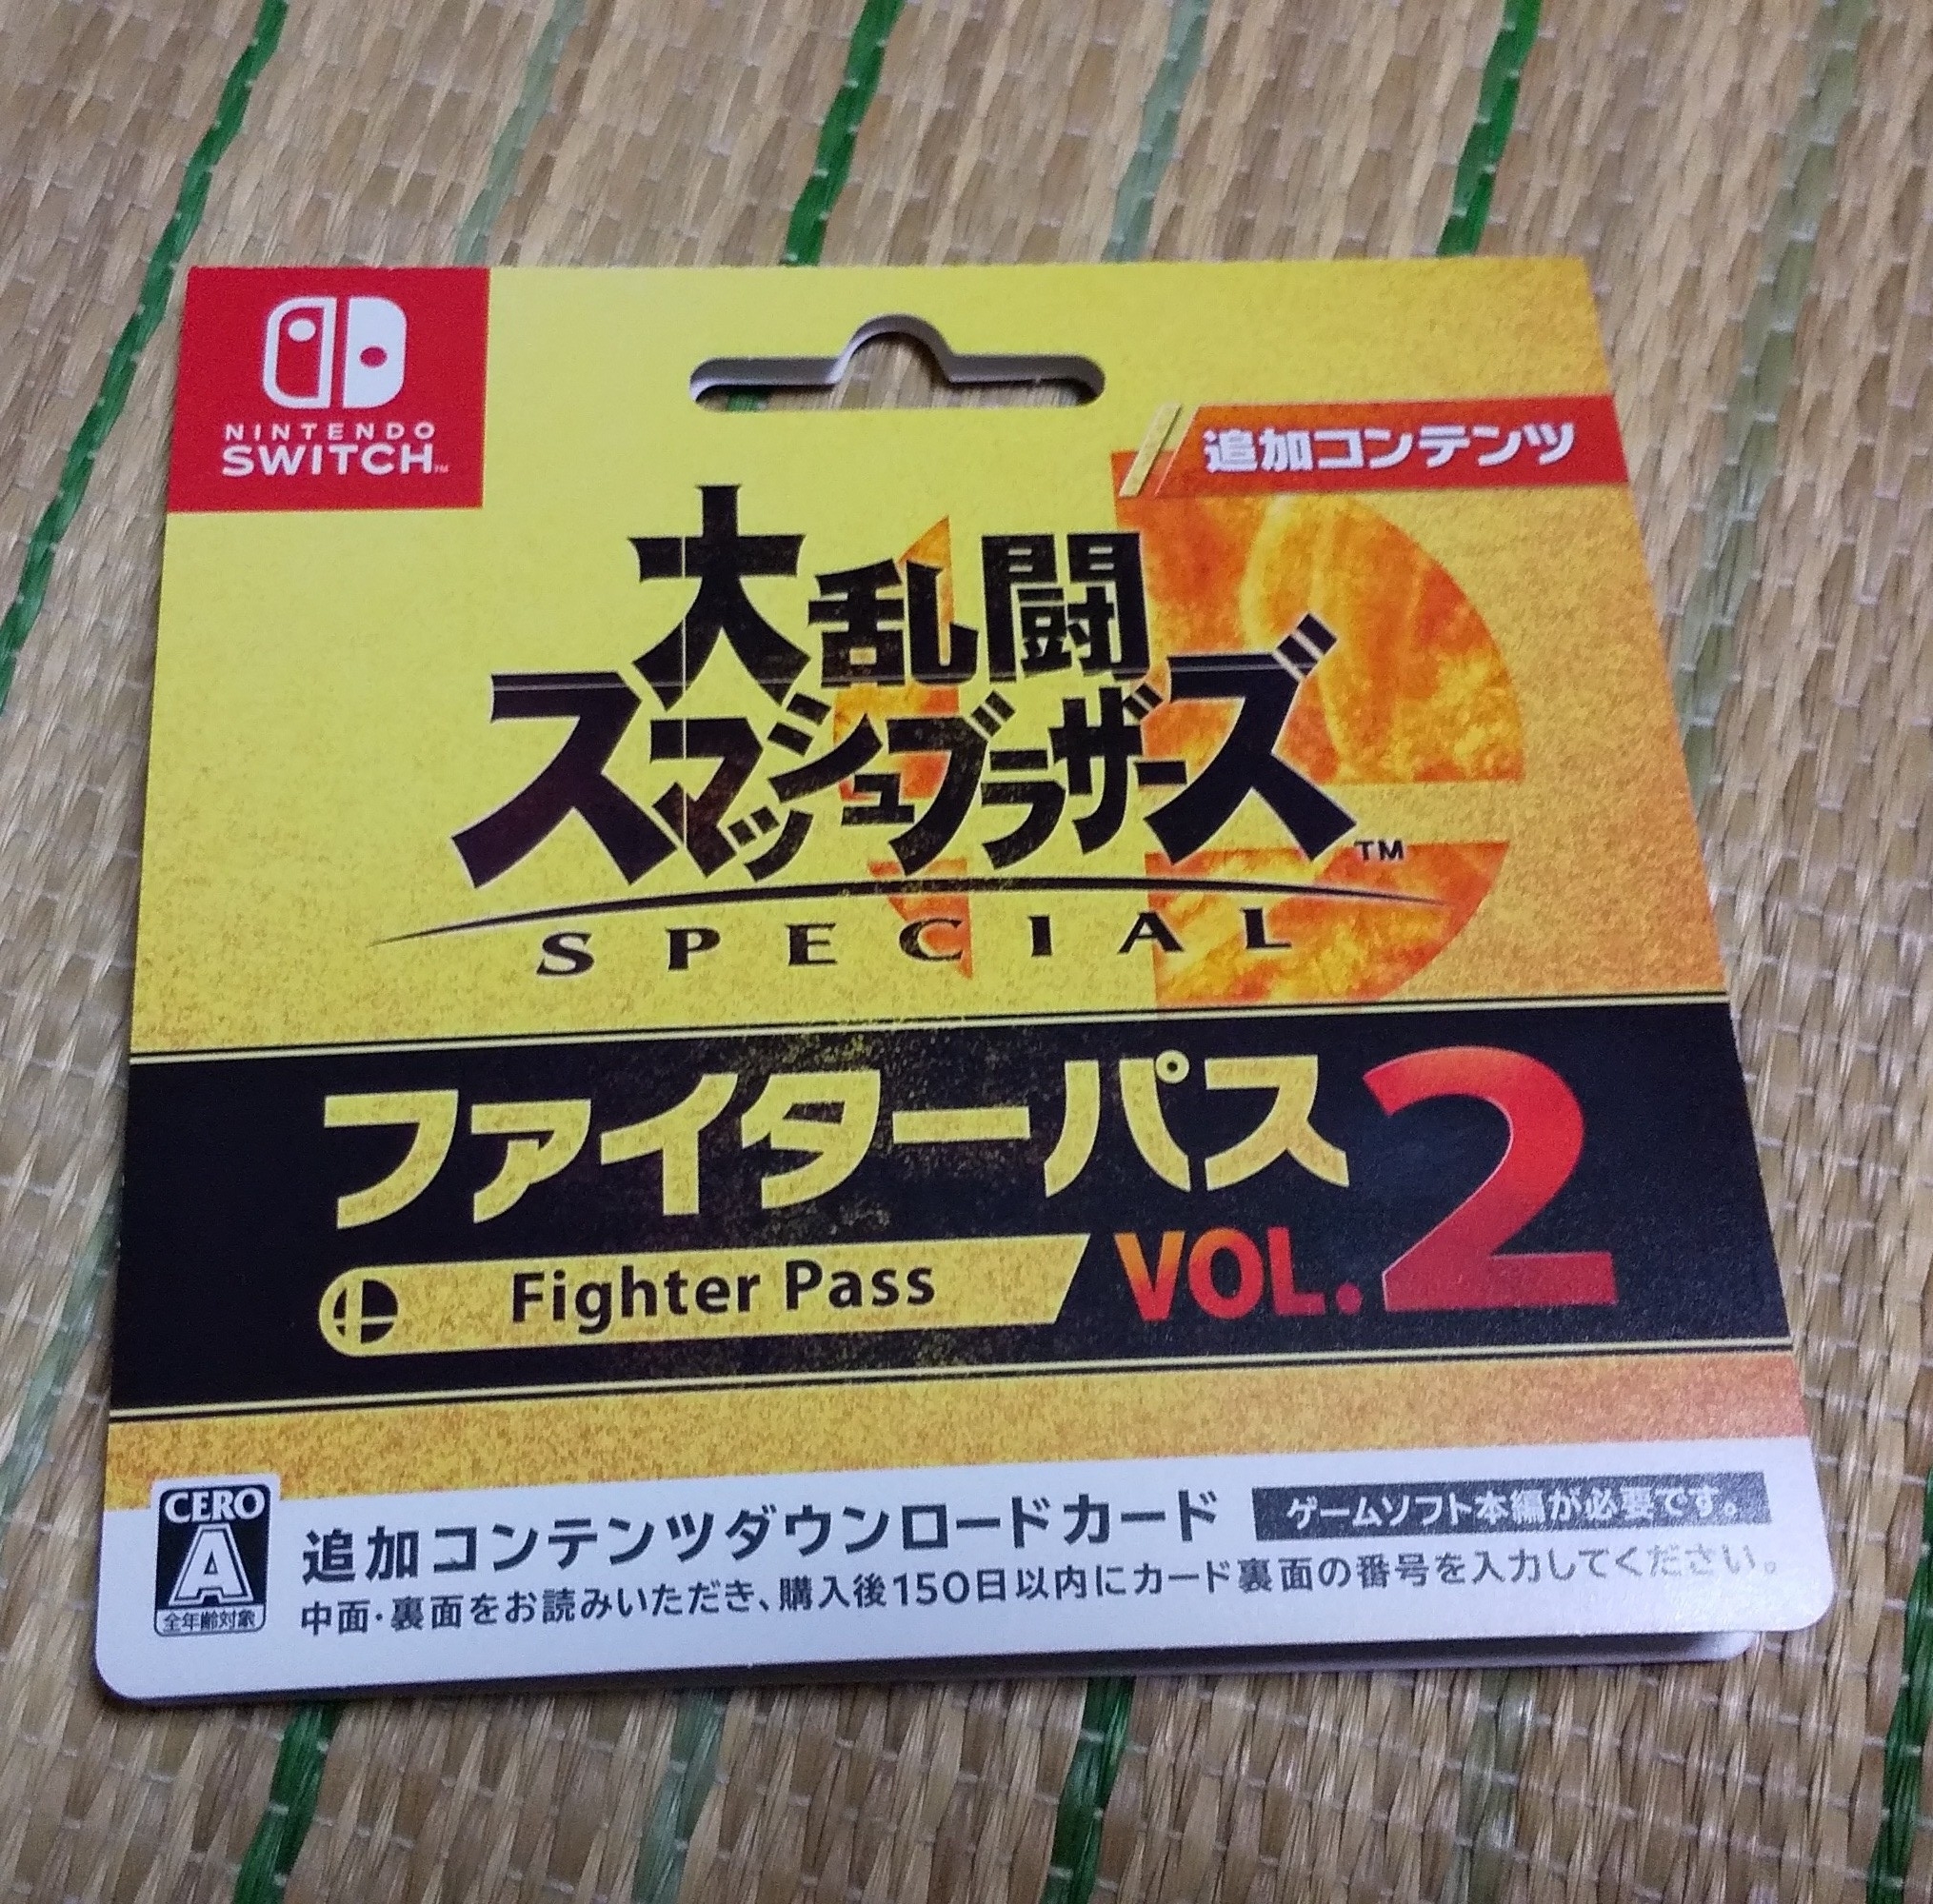 NINTENDO
SWITCH™
追加コンテンツ
大乱闘
スマッシュブラザーズ™
SPECIAL
ファイターパス
Fighter Pass
VOL.2
CERO
A
全年齢対象
追加コンテンツダウンロードカード
ゲームソフト本編が必要です。
中面・裏面をお読みいただき、購入後150日以内にカード裏面の番号を入力してください。